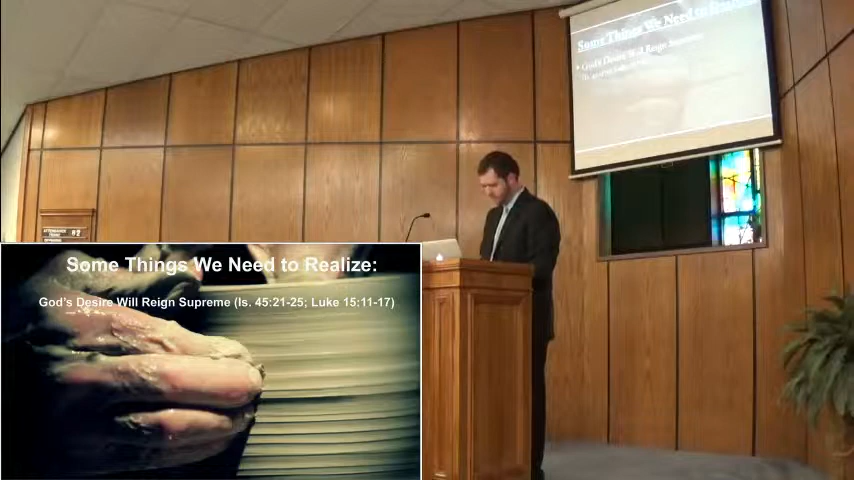 Some Things We Need to Realize:
God's Desire Will Reign Supreme
Some Things We Need to Realize:
God's Desire Will Reign Supreme (Is. 45:21-25; Luke 15:11-17)